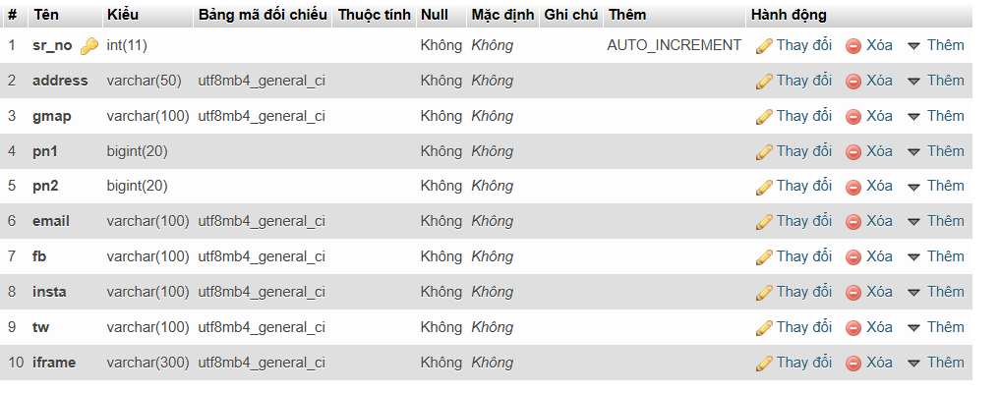 # Tên Kiểu Bảng mã đối chiếu Thuộc tính Null Mặc định Ghi chú Thêm Hành động
1 sr_no int(11) Không Không AUTO_INCREMENT Thay đổi Xóa Thêm
2 address varchar(50) utf8mb4_general_ci Không Không Thay đổi Xóa Thêm
3 gmap varchar(100) utf8mb4_general_ci Không Không Thay đổi Xóa Thêm
4 pn1 bigint(20) Không Không Thay đổi Xóa Thêm
5 pn2 bigint(20) Không Không Thay đổi Xóa Thêm
6 email varchar(100) utf8mb4_general_ci Không Không Thay đổi Xóa Thêm
7 fb varchar(100) utf8mb4_general_ci Không Không Thay đổi Xóa Thêm
8 insta varchar(100) utf8mb4_general_ci Không Không Thay đổi Xóa Thêm
9 tw varchar(100) utf8mb4_general_ci Không Không Thay đổi Xóa Thêm
10 iframe varchar(300) utf8mb4_general_ci Không Không Thay đổi Xóa Thêm